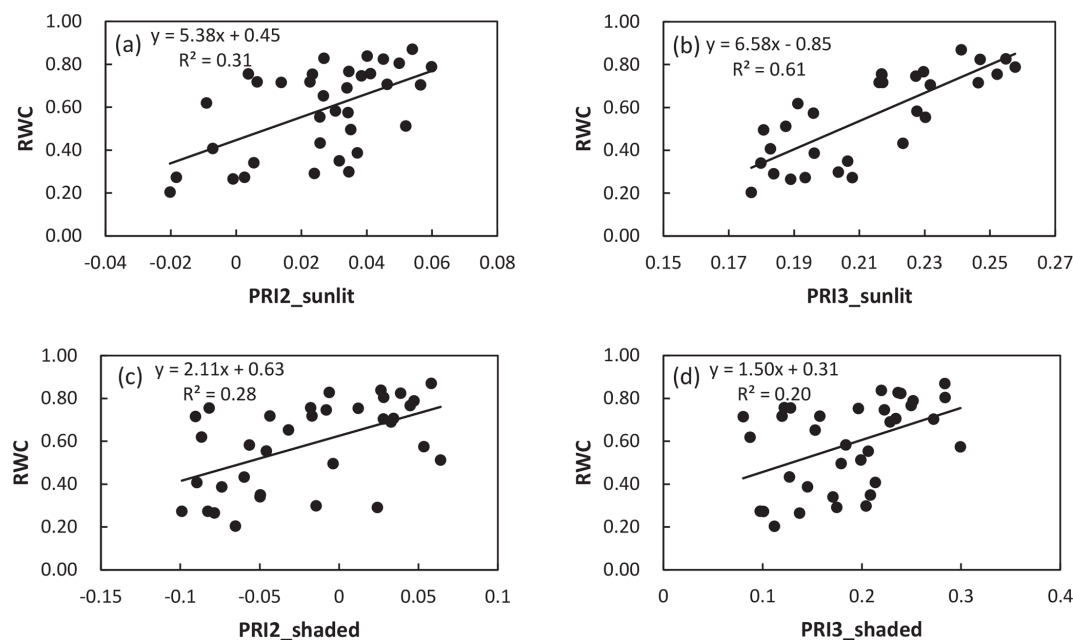 (a) y = 5.38x + 0.45
R² = 0.31
RWC
1.00
0.80
0.60
0.40
0.20
0.00
-0.04 -0.02 0 0.02 0.04 0.06 0.08
PRI2_sunlit
(b) y = 6.58x - 0.85
R² = 0.61
RWC
1.00
0.80
0.60
0.40
0.20
0.00
0.15 0.17 0.19 0.21 0.23 0.25 0.27
PRI3_sunlit
(c) y = 2.11x + 0.63
R² = 0.28
RWC
1.00
0.80
0.60
0.40
0.20
0.00
-0.15 -0.1 -0.05 0 0.05 0.1
PRI2_shaded
(d) y = 1.50x + 0.31
R² = 0.20
RWC
1.00
0.80
0.60
0.40
0.20
0.00
0 0.1 0.2 0.3 0.4
PRI3_shaded